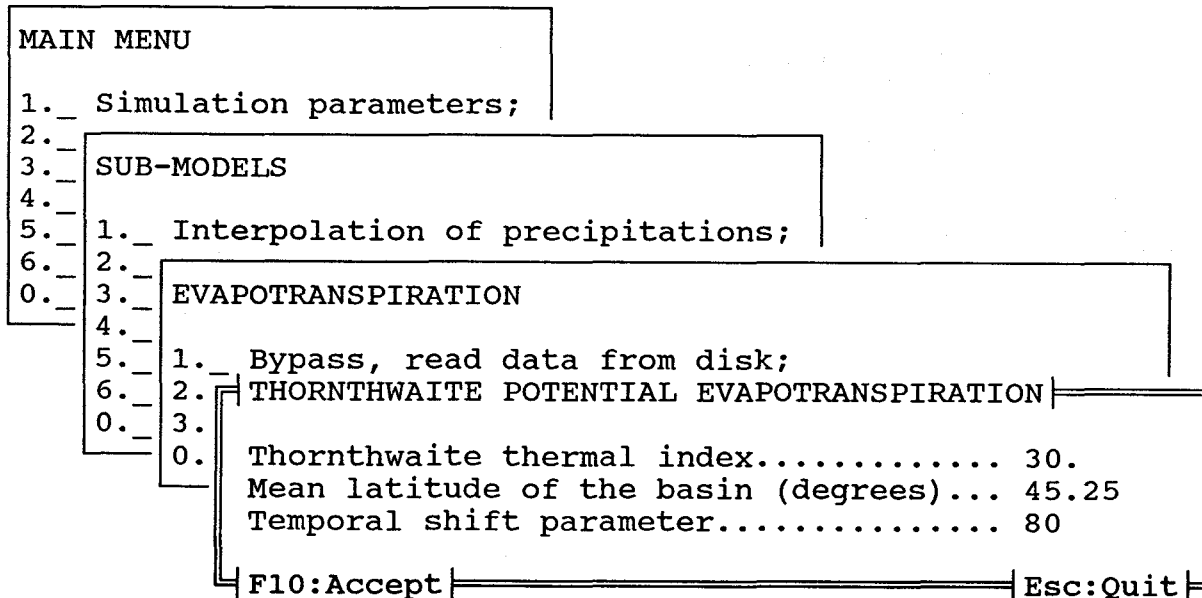 MAIN MENU
1._ Simulation parameters;
2._
3._ SUB-MODELS
4._
5._ 1._ Interpolation of precipitations;
6._ 2._
0._ 3._ EVAPOTRANSPIRATION
4._
5._ 1._ Bypass, read data from disk;
6._ 2. THORNTHWAITE POTENTIAL EVAPOTRANSPIRATION
0._ 3.
0. Thornthwaite thermal index............. 30.
Mean latitude of the basin (degrees)... 45.25
Temporal shift parameter............... 80
F10:Accept Esc:Quit